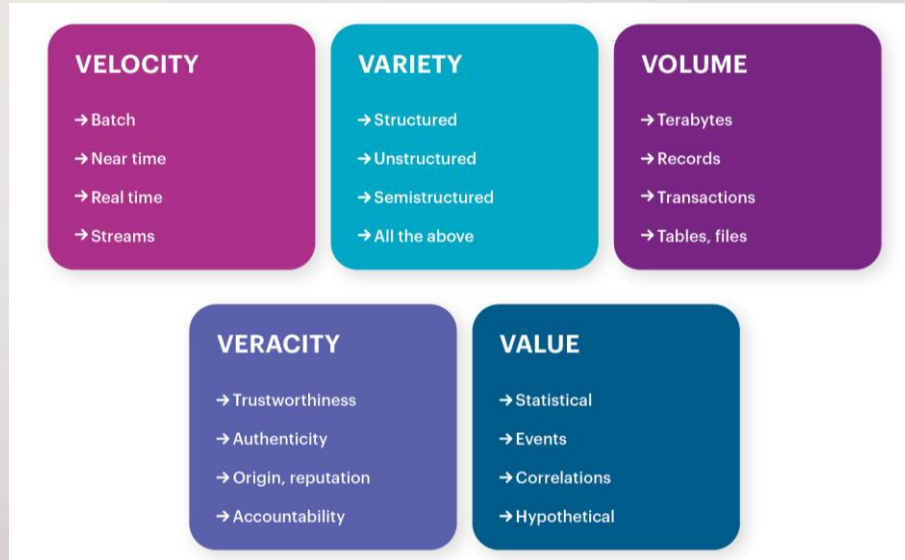 VELOCITY
→ Batch
→ Near time
→ Real time
→ Streams
VARIETY
→ Structured
→ Unstructured
→ Semistructured
→ All the above
VOLUME
→ Terabytes
→ Records
→ Transactions
→ Tables, files
VERACITY
→ Trustworthiness
→ Authenticity
→ Origin, reputation
→ Accountability
VALUE
→ Statistical
→ Events
→ Correlations
→ Hypothetical